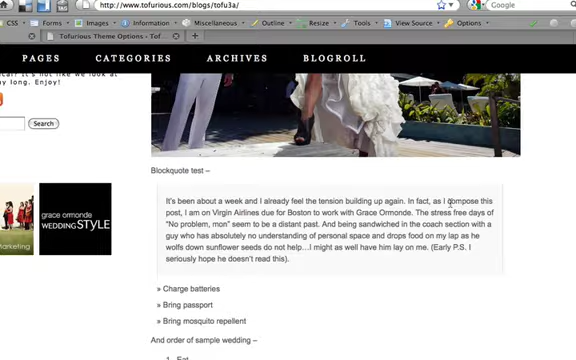 http://www.tofurious.com/blogs/tofu3a/
Google
CSS Forms Images Information Miscellaneous Outline Resize Tools View Source Options
Tofurious Theme Options - Tof...
PAGES CATEGORIES ARCHIVES BLOGROLL
ny long. Enjoy!
Search
grace ormonde
WEDDING STYLE
Marketing
Blockquote test –
It's been about a week and I already feel the tension building up again. In fact, as I compose this
post, I am on Virgin Airlines due for Boston to work with Grace Ormonde. The stress free days of
"No problem, mon" seem to be a distant past. And being sandwiched in the coach section with a
guy who has absolutely no understanding of personal space and drops food on my lap as he
wolfs down sunflower seeds do not help...I might as well have him lay on me. (Early P.S. I
seriously hope he doesn't read this).
» Charge batteries
» Bring passport
» Bring mosquito repellent
And order of sample wedding –
1. Eat